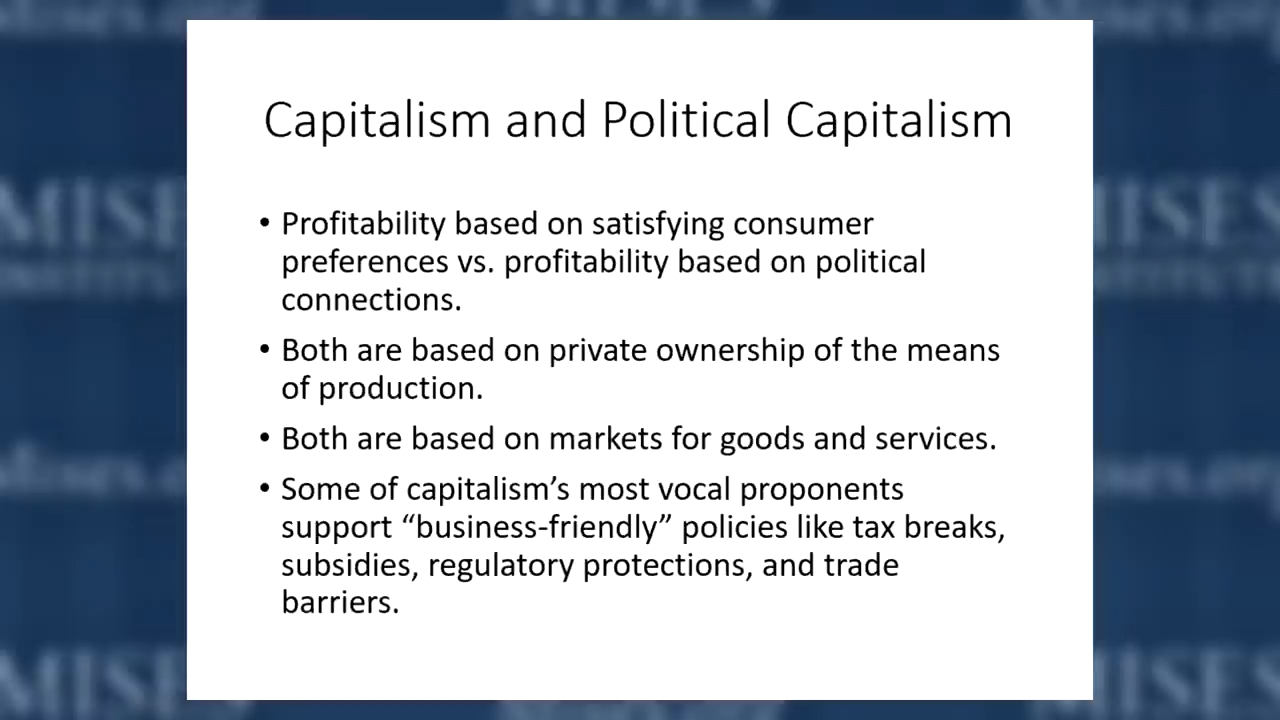 Capitalism and Political Capitalism
• Profitability based on satisfying consumer
preferences vs. profitability based on political
connections.
• Both are based on private ownership of the means
of production.
• Both are based on markets for goods and services.
• Some of capitalism’s most vocal proponents
support “business-friendly” policies like tax breaks,
subsidies, regulatory protections, and trade
barriers.